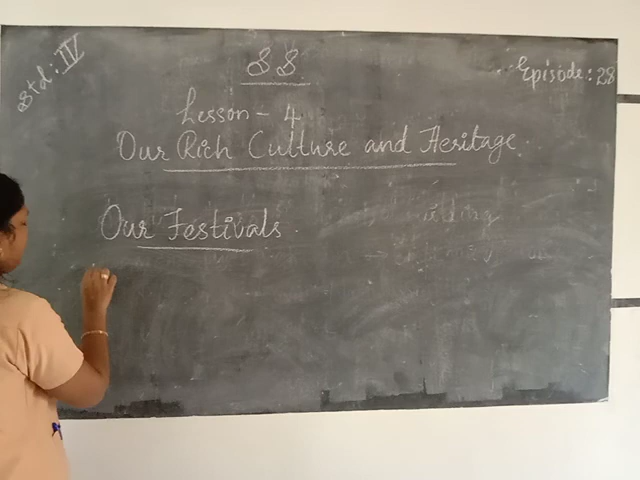 Std: IV
SS
Episode: 28
Lesson - 4
Our Rich Culture and Heritage
Our Festivals